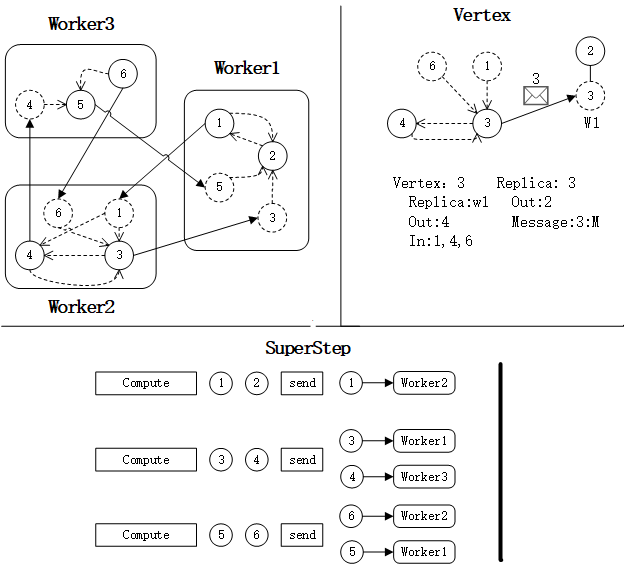 Worker3
6
4
5
Worker1
1
2
5
3
6
1
4
3
Worker2
Vertex
2
6
1
3
3
4
3
W1
Vertex: 3 Replica: 3
Replica:w1 Out:2
Out:4 Message:3:M
In:1,4,6
SuperStep
Compute 1 2 send 1 Worker2
3 Worker1
Compute 3 4 send
4 Worker3
6 Worker2
Compute 5 6 send
5 Worker1